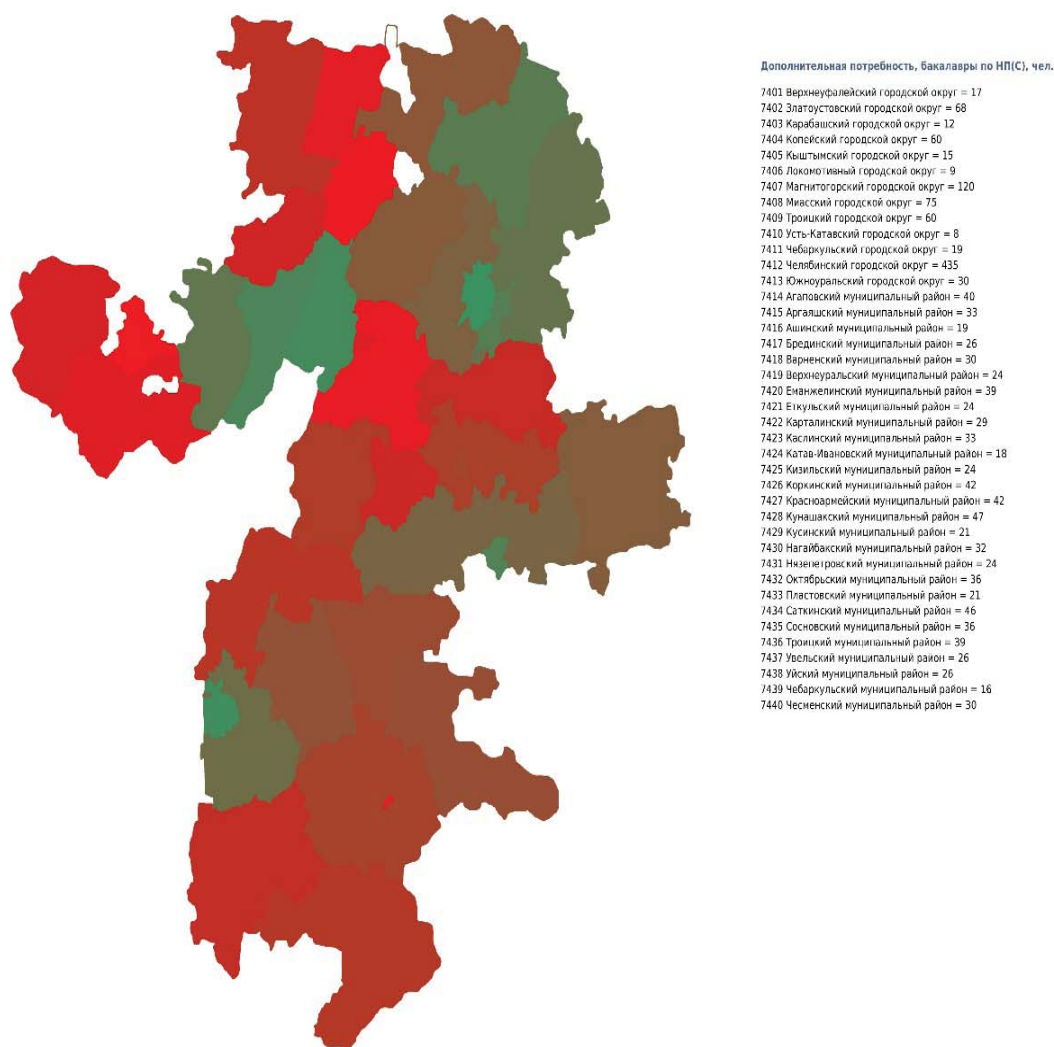 Дополнительная потребность, бакалавры по НП(С), чел.
7401 Верхнеуфалейский городской округ = 17
7402 Златоустовский городской округ = 68
7403 Карабашский городской округ = 12
7404 Копейский городской округ = 60
7405 Кыштымский городской округ = 15
7406 Локомотивный городской округ = 9
7407 Магнитогорский городской округ = 120
7408 Миасский городской округ = 75
7409 Троицкий городской округ = 60
7410 Усть-Катавский городской округ = 8
7411 Чебаркульский городской округ = 19
7412 Челябинский городской округ = 435
7413 Южноуральский городской округ = 30
7414 Агаповский муниципальный район = 40
7415 Аргаяшский муниципальный район = 33
7416 Ашинский муниципальный район = 19
7417 Брединский муниципальный район = 26
7418 Варненский муниципальный район = 30
7419 Верхнеуральский муниципальный район = 24
7420 Еманжелинский муниципальный район = 39
7421 Еткульский муниципальный район = 24
7422 Карталинский муниципальный район = 29
7423 Каслинский муниципальный район = 33
7424 Катав-Ивановский муниципальный район = 18
7425 Кизильский муниципальный район = 24
7426 Коркинский муниципальный район = 42
7427 Красноармейский муниципальный район = 42
7428 Кунашакский муниципальный район = 47
7429 Кусинский муниципальный район = 21
7430 Нагайбакский муниципальный район = 32
7431 Нязепетровский муниципальный район = 24
7432 Октябрьский муниципальный район = 36
7433 Пластовский муниципальный район = 21
7434 Саткинский муниципальный район = 46
7435 Сосновский муниципальный район = 36
7436 Троицкий муниципальный район = 39
7437 Увельский муниципальный район = 26
7438 Уйский муниципальный район = 26
7439 Чебаркульский муниципальный район = 16
7440 Чесменский муниципальный район = 30